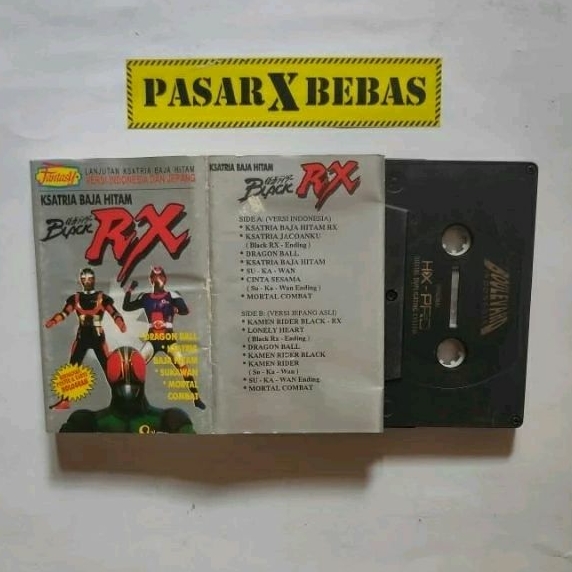 PASAR X BEBAS
Fantasy
LANJUTAN KSATRIA BAJA HITAM
VERSI INDONESIA DAN JEPANG
KSATRIA BAJA HITAM
BLACK RX
DRAGON BALL
BAJA HITAM
* SUKAWAN
* MORTAL
COMBAT
KSATRIA BAJA HITAM
BLACK RX
SIDE A: (VERSI INDONESIA)
* KSATRIA BAJA HITAM RX
* KSATRIA JAGOANKU
( Black RX - Ending )
* DRAGON BALL
* KSATRIA BAJA HITAM
* SU - KA - WAN
* CINTA SESAMA
( Su - Ka - Wan Ending )
* MORTAL COMBAT
SIDE B: (VERSI JEPANG ASLI)
* KAMEN RIDER BLACK - RX
* LONELY HEART
( Black Rx - Ending )
* DRAGON BALL
* KAMEN RIDER BLACK
* KAMEN RIDER
( Su - Ka - Wan )
* SU - KA - WAN Ending
* MORTAL COMBAT
HX PRO